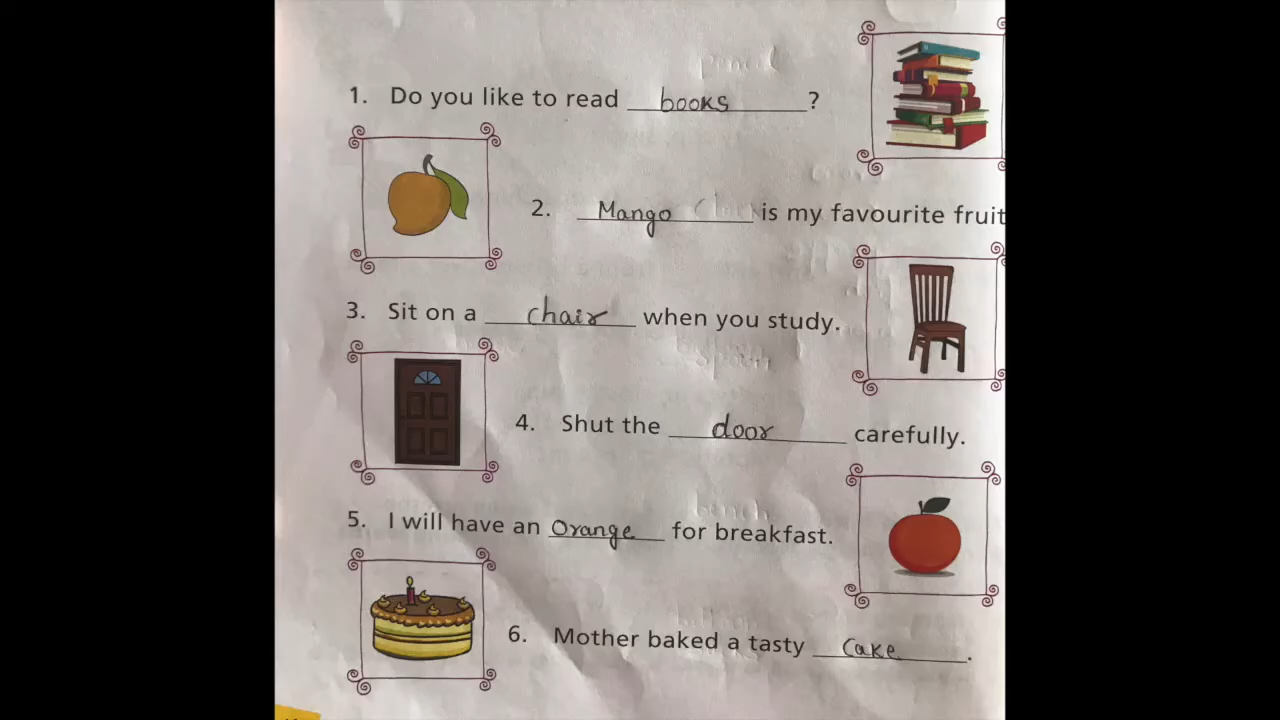 1. Do you like to read books ?
2. Mango is my favourite fruit
3. Sit on a chair when you study.
4. Shut the door carefully.
5. I will have an Orange for breakfast.
6. Mother baked a tasty Cake.